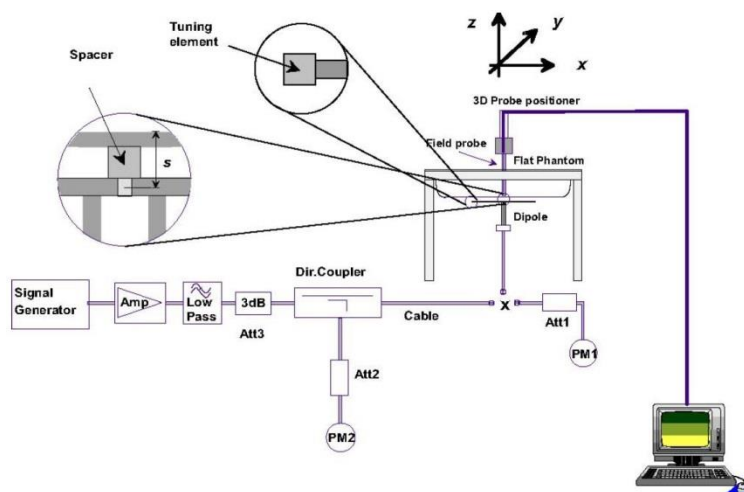 Tuning
element
Spacer
z
y
x
s
3D Probe positioner
Field probe
Flat Phantom
Dipole
Dir.Coupler
Signal
Generator
Amp
Low
Pass
3dB
Att3
Cable
x
Att1
PM1
Att2
PM2